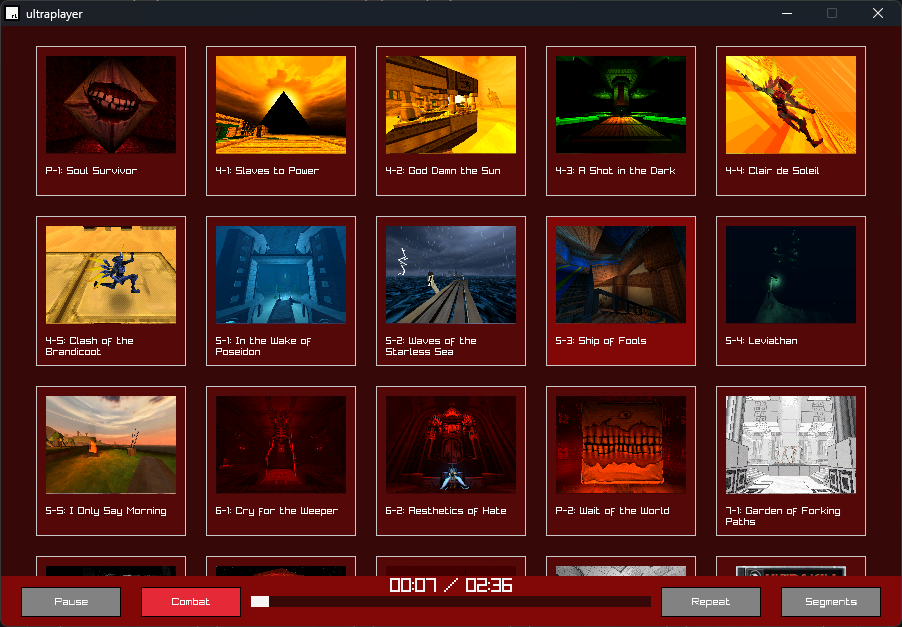 ultraplayer
P-1: Soul Survivor
4-1: Slaves to Power
4-2: God Damn the Sun
4-3: A Shot in the Dark
4-4: Clair de Soleil
4-5: Clash of the
Brandicoot
5-1: In the Wake of
Poseidon
5-2: Waves of the
Starless Sea
5-3: Ship of Fools
5-4: Leviathan
5-5: I Only Say Morning
6-1: Cry for the Weeper
6-2: Aesthetics of Hate
P-2: Wait of the World
7-1: Garden of Forking
Paths
00:07 / 02:36
Pause
Combat
Repeat
Segments